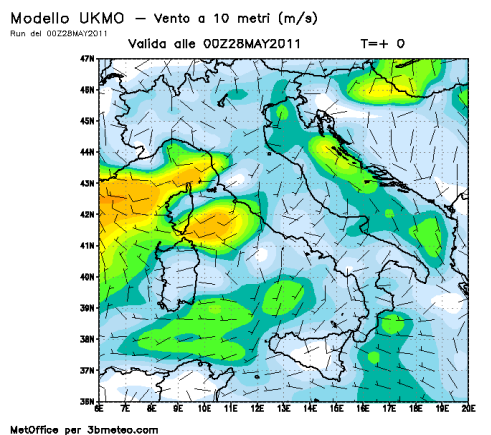 Modello UKMO – Vento a 10 metri (m/s)
Run del 00Z28MAY2011
Valida alle 00Z28MAY2011 T=+ 0
47N
46N
45N
44N
43N
42N
41N
40N
39N
38N
37N
36N
35N
6E 7E 8E 9E 10E 11E 12E 13E 14E 15E 16E 17E 18E 19E 20E
MetOffice per 3bmeteo.com